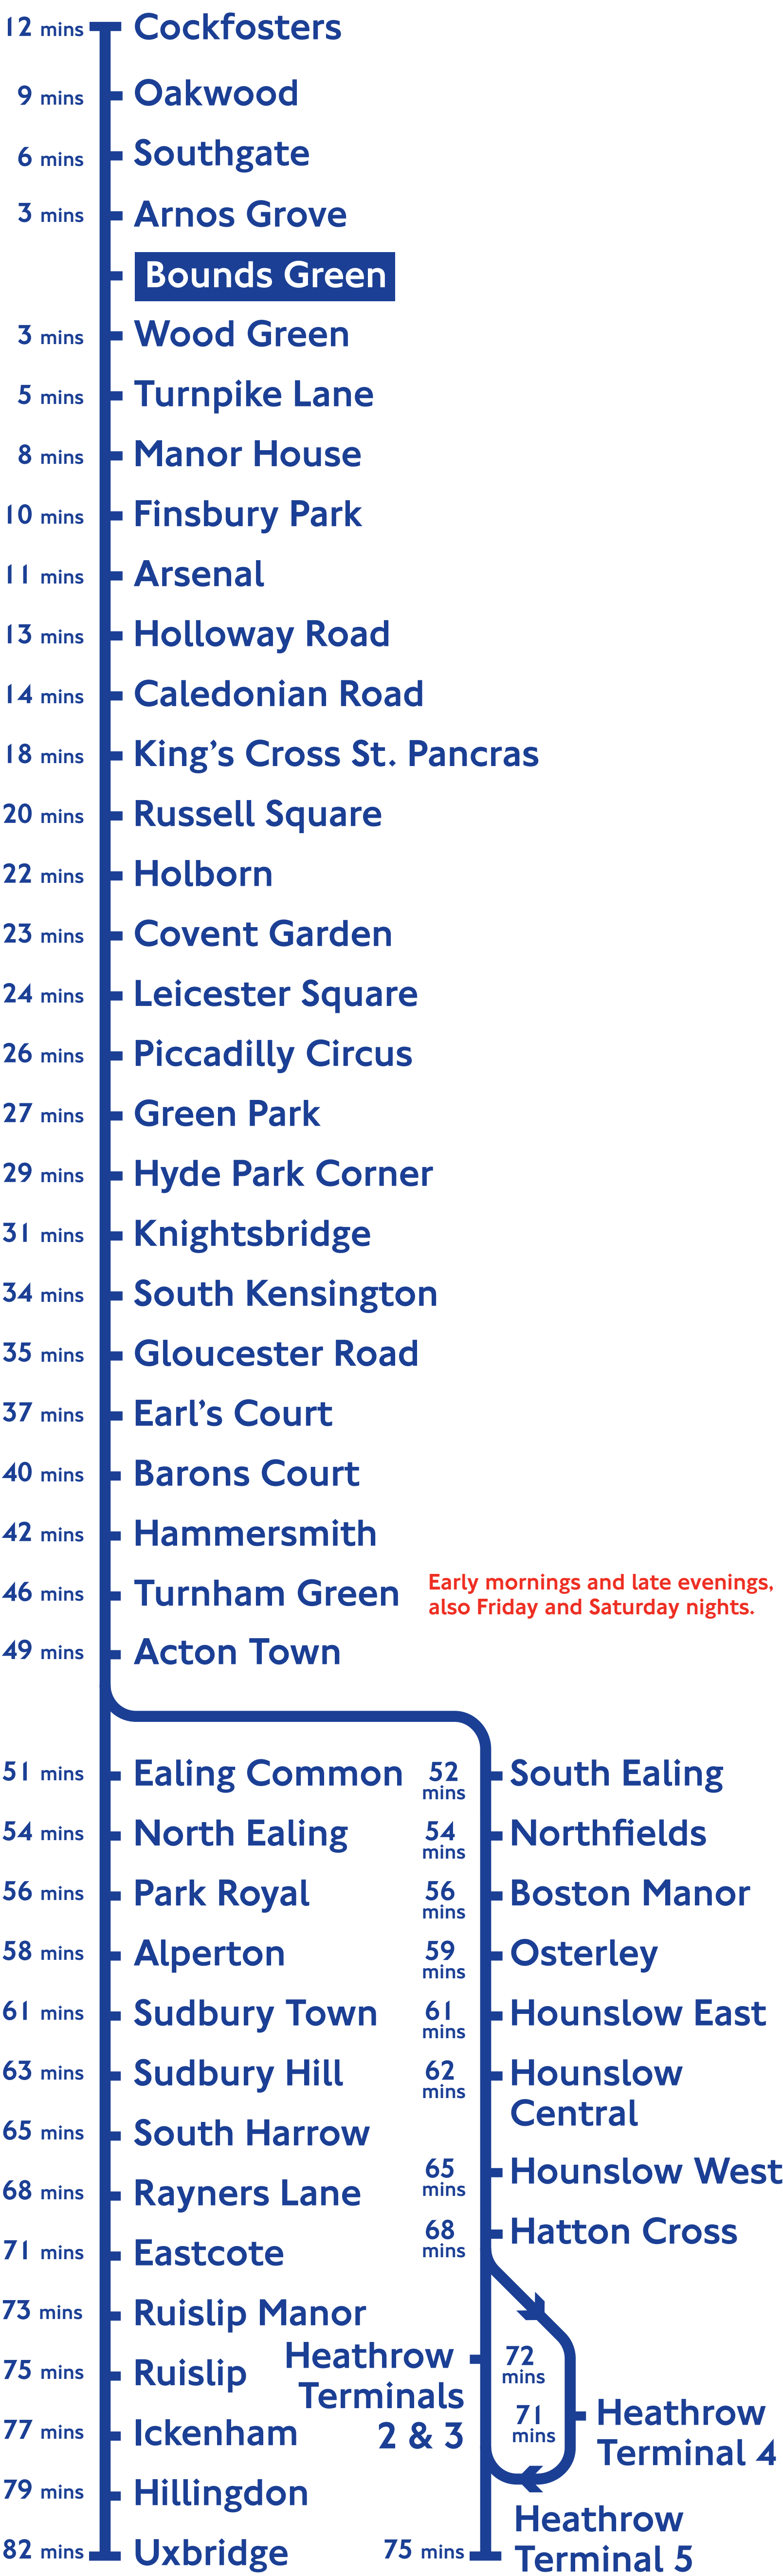 12 mins Cockfosters
9 mins Oakwood
6 mins Southgate
3 mins Arnos Grove
Bounds Green
3 mins Wood Green
5 mins Turnpike Lane
8 mins Manor House
10 mins Finsbury Park
11 mins Arsenal
13 mins Holloway Road
14 mins Caledonian Road
18 mins King's Cross St. Pancras
20 mins Russell Square
22 mins Holborn
23 mins Covent Garden
24 mins Leicester Square
26 mins Piccadilly Circus
27 mins Green Park
29 mins Hyde Park Corner
31 mins Knightsbridge
34 mins South Kensington
35 mins Gloucester Road
37 mins Earl's Court
40 mins Barons Court
42 mins Hammersmith
46 mins Turnham Green
Early mornings and late evenings,
also Friday and Saturday nights.
49 mins Acton Town
51 mins Ealing Common
54 mins North Ealing
56 mins Park Royal
58 mins Alperton
61 mins Sudbury Town
63 mins Sudbury Hill
65 mins South Harrow
68 mins Rayners Lane
71 mins Eastcote
73 mins Ruislip Manor
75 mins Ruislip
77 mins Ickenham
79 mins Hillingdon
82 mins Uxbridge
52 South Ealing
mins
54 Northfields
mins
56 Boston Manor
mins
59 Osterley
mins
61 Hounslow East
mins
62 Hounslow
mins
Central
65 Hounslow West
mins
68 Hatton Cross
mins
Heathrow 72
mins
Terminals
2 & 3
71 Heathrow
mins
Terminal 4
Heathrow
75 mins Terminal 5